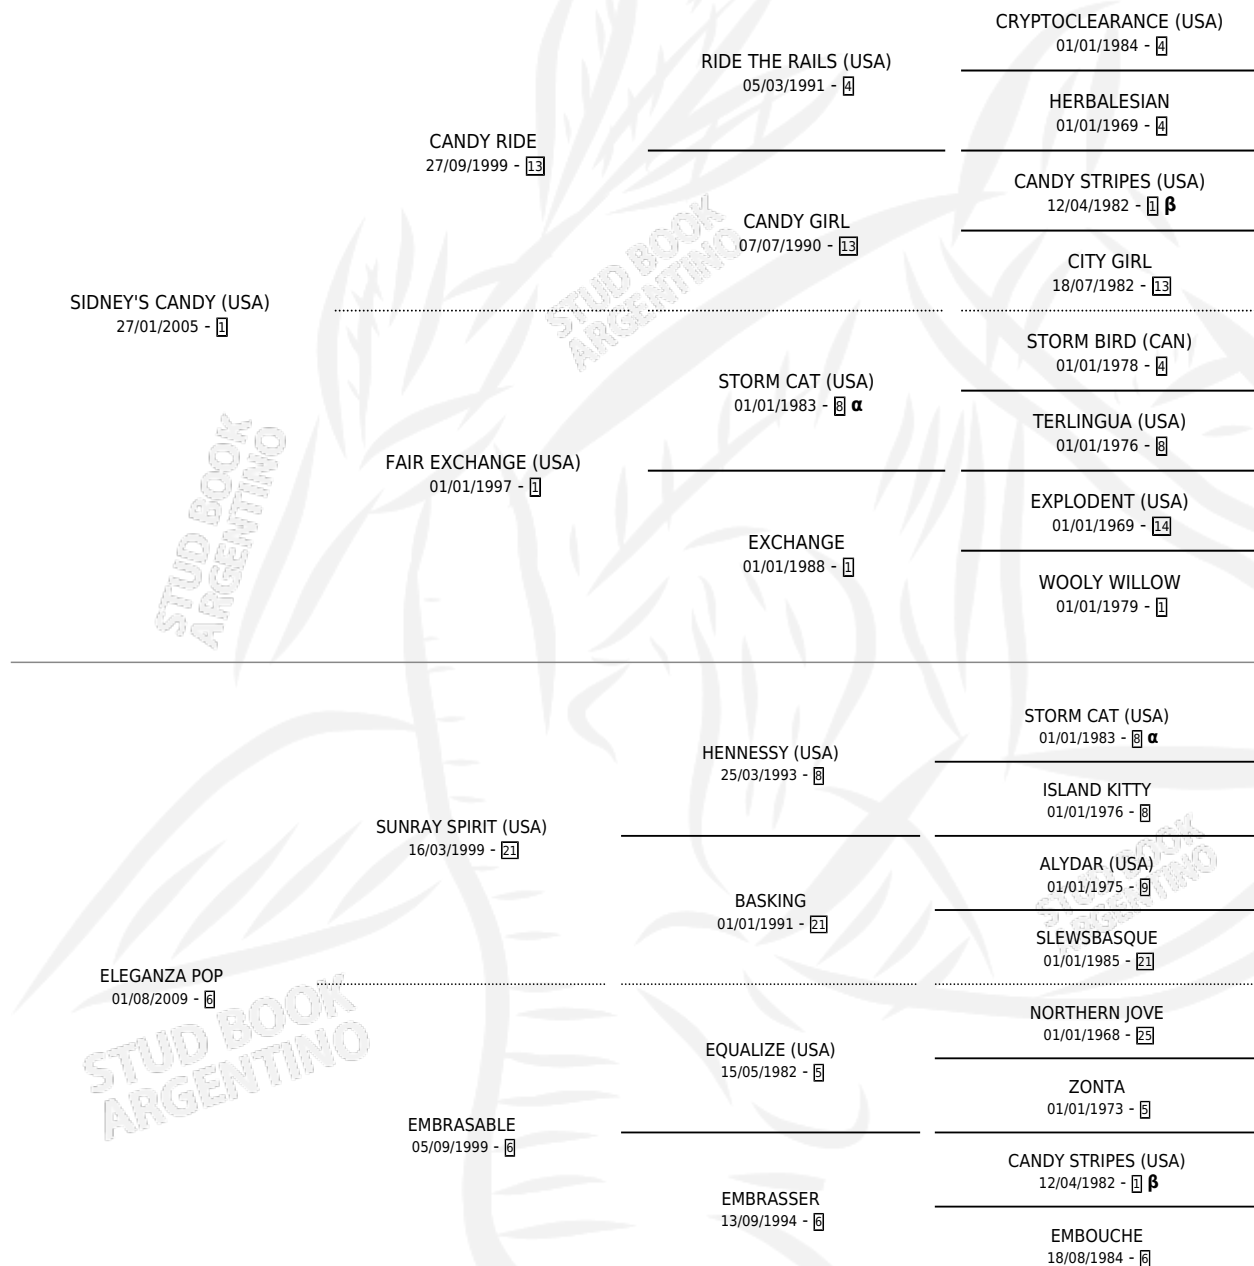 CRYPTOCLEARANCE (USA)
01/01/1984 - 4
RIDE THE RAILS (USA)
05/03/1991 - 4
HERBALESIAN
01/01/1969 - 4
CANDY RIDE
27/09/1999 - 13
CANDY STRIPES (USA)
12/04/1982 - 1 β
CANDY GIRL
07/07/1990 - 13
CITY GIRL
18/07/1982 - 13
SIDNEY'S CANDY (USA)
27/01/2005 - 1
STORM BIRD (CAN)
01/01/1978 - 4
STORM CAT (USA)
01/01/1983 - 8 α
TERLINGUA (USA)
01/01/1976 - 8
FAIR EXCHANGE (USA)
01/01/1997 - 1
EXPLODENT (USA)
01/01/1969 - 14
EXCHANGE
01/01/1988 - 1
WOOLY WILLOW
01/01/1979 - 1
STORM CAT (USA)
01/01/1983 - 8 α
HENNESSY (USA)
25/03/1993 - 8
ISLAND KITTY
01/01/1976 - 8
SUNRAY SPIRIT (USA)
16/03/1999 - 21
ALYDAR (USA)
01/01/1975 - 9
BASKING
01/01/1991 - 21
SLEWSBASQUE
01/01/1985 - 21
ELEGANZA POP
01/08/2009 - 6
NORTHERN JOVE
01/01/1968 - 25
EQUALIZE (USA)
15/05/1982 - 5
ZONTA
01/01/1973 - 5
EMBRASABLE
05/09/1999 - 6
CANDY STRIPES (USA)
12/04/1982 - 1 β
EMBRASSER
13/09/1994 - 6
EMBOUCHE
18/08/1984 - 6
STUD BOOK
ARGENTINO
STUD BOOK
ARGENTINO
STUD BOOK
ARGENTINO
STUD BOOK
ARGENTINO